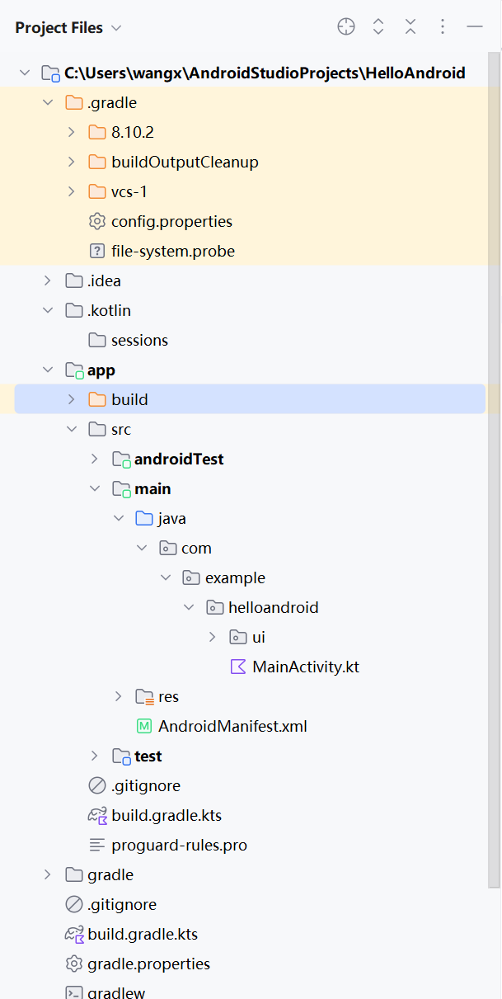 Project Files
C:\Users\wangx\AndroidStudioProjects\HelloAndroid
.gradle
8.10.2
buildOutputCleanup
vcs-1
config.properties
file-system.probe
.idea
.kotlin
sessions
app
build
src
androidTest
main
java
com
example
helloandroid
ui
MainActivity.kt
res
AndroidManifest.xml
test
.gitignore
build.gradle.kts
proguard-rules.pro
gradle
.gitignore
build.gradle.kts
gradle.properties
gradlew